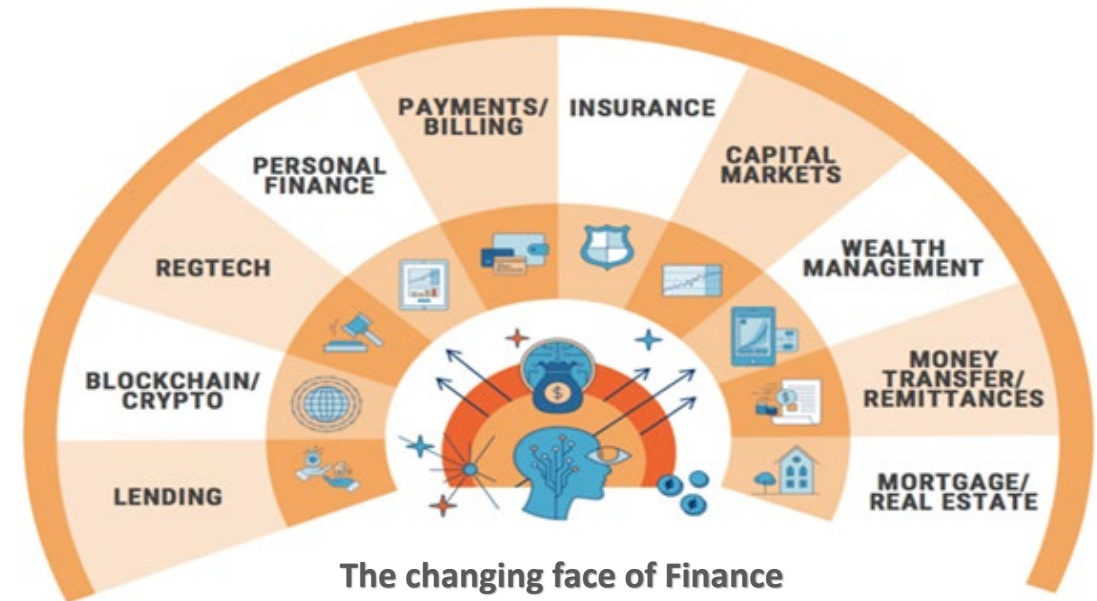 LENDING
BLOCKCHAIN/
CRYPTO
REGTECH
PERSONAL
FINANCE
PAYMENTS/
BILLING
INSURANCE
CAPITAL
MARKETS
WEALTH
MANAGEMENT
MONEY
TRANSFER/
REMITTANCES
MORTGAGE/
REAL ESTATE
$
$
The changing face of Finance